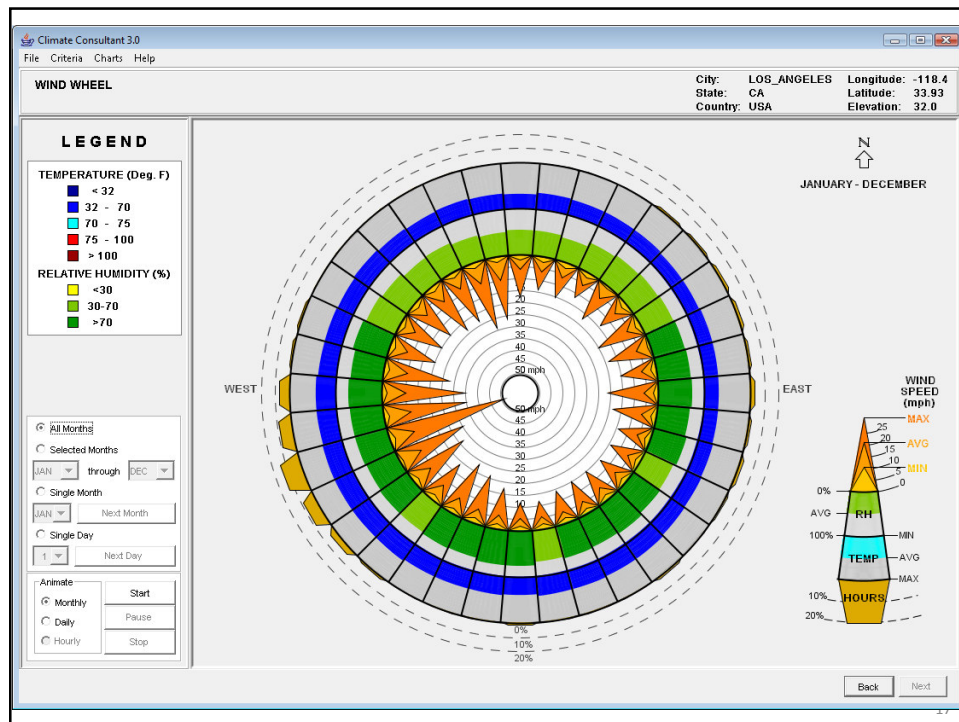 Climate Consultant 3.0
File Criteria Charts Help
WIND WHEEL
City: LOS_ANGELES Longitude: -118.4
State: CA Latitude: 33.93
Country: USA Elevation: 32.0
LEGEND
TEMPERATURE (Deg. F)
< 32
32 - 70
70 - 75
75 - 100
> 100
RELATIVE HUMIDITY (%)
<30
30-70
>70
All Months
Selected Months
JAN through DEC
Single Month
JAN Next Month
Single Day
1 Next Day
Animate
Monthly Start
Daily Pause
Hourly Stop
N
JANUARY - DECEMBER
WEST
EAST
20
25
30
35
40
45
50 mph
50 mph
45
40
35
30
25
20
15
10
0%
10%
20%
WIND
SPEED
(mph)
MAX
25
20
AVG
15
10
MIN
5
0
0%
AVG RH
100% MIN
TEMP AVG
MAX
10% HOURS
20%
Back Next
17